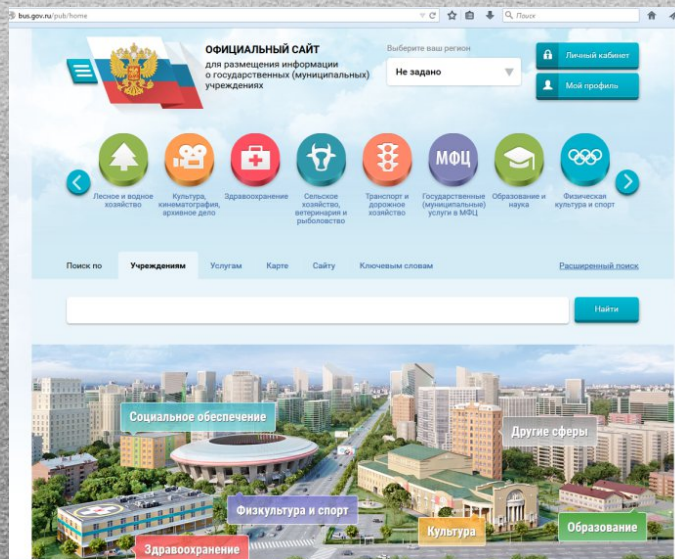 bus.gov.ru/pub/home
Поиск
ОФИЦИАЛЬНЫЙ САЙТ
для размещения информации
о государственных (муниципальных)
учреждениях
Выберите ваш регион
Не задано
Личный кабинет
Мой профиль
МФЦ
Лесное и водное
хозяйство
Культура,
кинематография,
архивное дело
Здравоохранение
Сельское
хозяйство,
ветеринария и
рыболовство
Транспорт и
дорожное
хозяйство
Государственные
(муниципальные)
услуги в МФЦ
Образование и
наука
Физическая
культура и спорт
Поиск по Учреждениям Услугам Карте Сайту Ключевым словам Расширенный поиск
Найти
Социальное обеспечение
Другие сферы
Физкультура и спорт
Культура
Образование
Здравоохранение